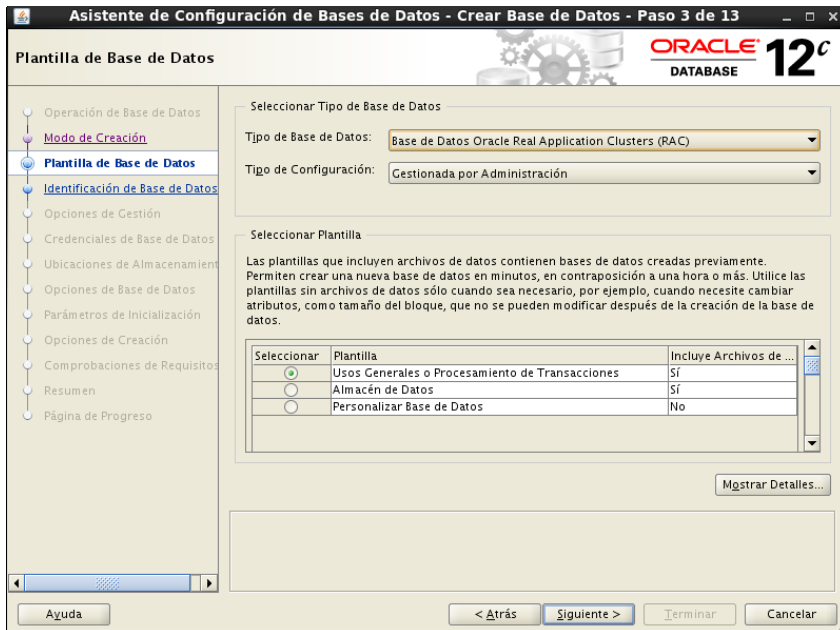 Asistente de Configuración de Bases de Datos - Crear Base de Datos - Paso 3 de 13
Plantilla de Base de Datos
ORACLE
DATABASE
12c
Operación de Base de Datos
Modo de Creación
Plantilla de Base de Datos
Identificación de Base de Datos
Opciones de Gestión
Credenciales de Base de Datos
Ubicaciones de Almacenamient
Opciones de Base de Datos
Parámetros de Inicialización
Opciones de Creación
Comprobaciones de Requisitos
Resumen
Página de Progreso
Seleccionar Tipo de Base de Datos
Tipo de Base de Datos: Base de Datos Oracle Real Application Clusters (RAC)
Tipo de Configuración: Gestionada por Administración
Seleccionar Plantilla
Las plantillas que incluyen archivos de datos contienen bases de datos creadas previamente.
Permiten crear una nueva base de datos en minutos, en contraposición a una hora o más. Utilice las
plantillas sin archivos de datos sólo cuando sea necesario, por ejemplo, cuando necesite cambiar
atributos, como tamaño del bloque, que no se pueden modificar después de la creación de la base de
datos.
Seleccionar Plantilla Incluye Archivos de ...
Usos Generales o Procesamiento de Transacciones Sí
Almacén de Datos Sí
Personalizar Base de Datos No
Mostrar Detalles...
Ayuda < Atrás Siguiente > Terminar Cancelar